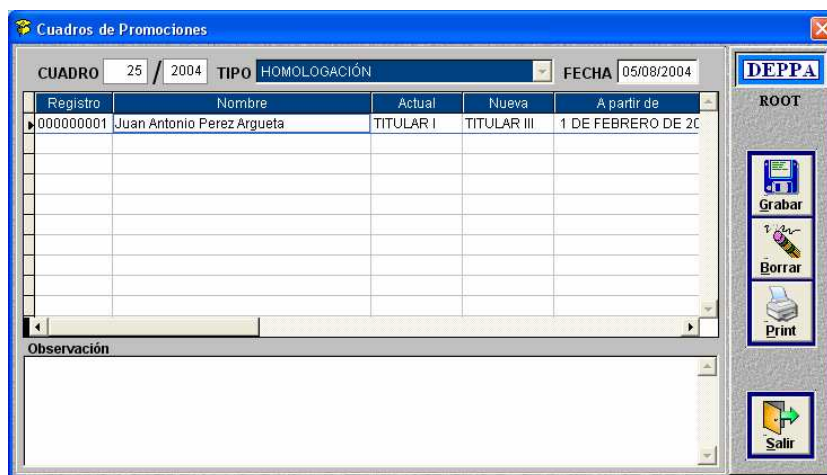 Cuadros de Promociones
CUADRO 25 / 2004 TIPO HOMOLOGACIÓN FECHA 05/08/2004
DEPPA
ROOT
Registro Nombre Actual Nueva A partir de
000000001 Juan Antonio Perez Argueta TITULAR I TITULAR III 1 DE FEBRERO DE 20
Grabar
Borrar
Print
Observación
Salir